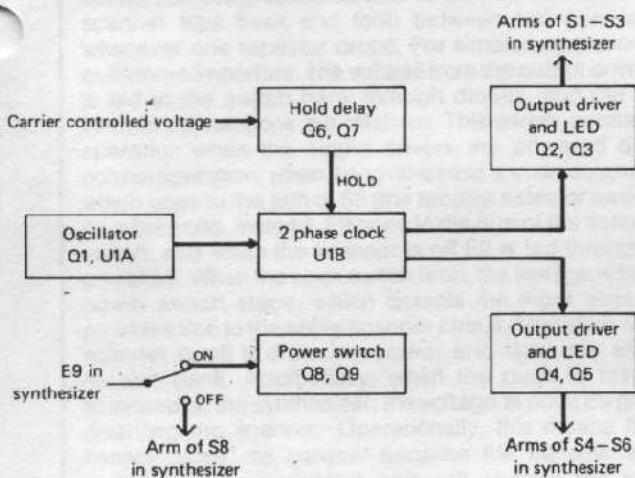 Arms of S1–S3
in synthesizer
Carrier controlled voltage
Hold delay
Q6, Q7
Output driver
and LED
Q2, Q3
HOLD
Oscillator
Q1, U1A
2 phase clock
U1B
E9 in
synthesizer
ON
OFF
Power switch
Q8, Q9
Output driver
and LED
Q4, Q5
Arm of S8
in synthesizer
Arms of S4–S6
in synthesizer